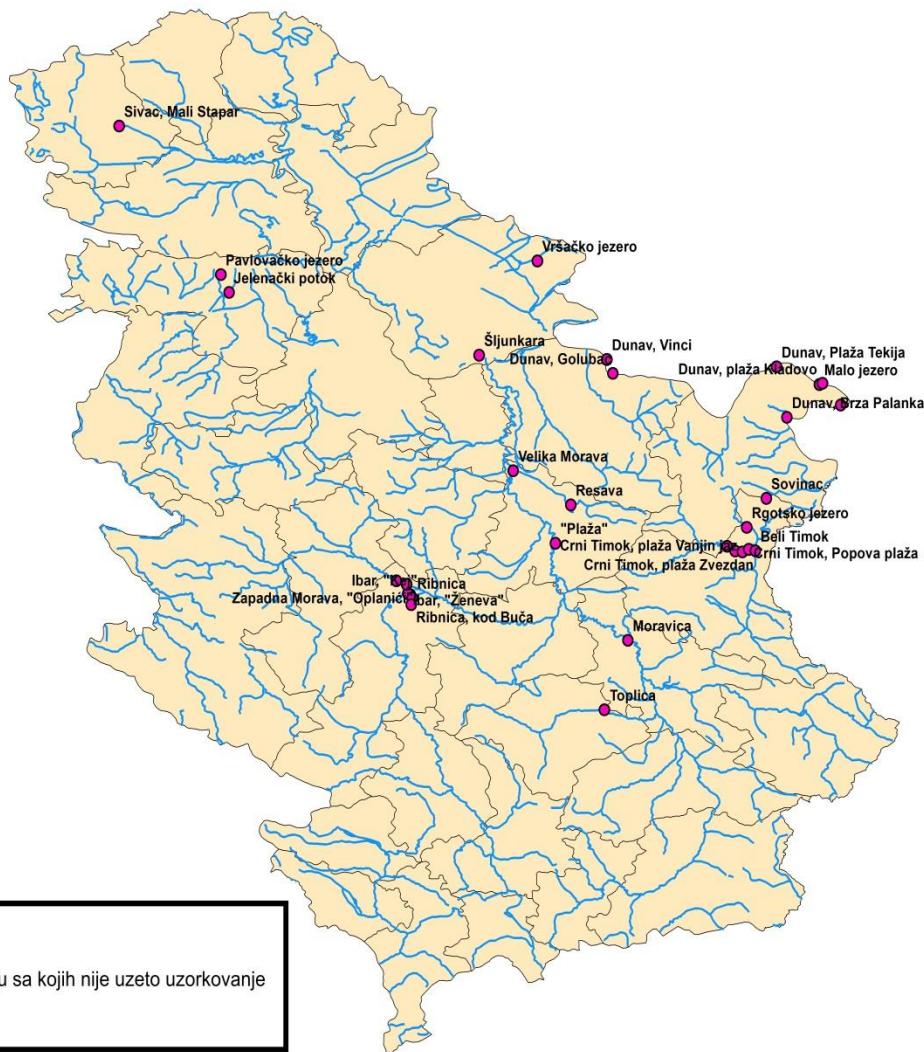 Sivac, Mali Stapar
Vršačko jezero
Pavlovačko jezero
Jelenački potok
Šljunkara
Dunav, Vinci
Dunav, Golubac
Dunav, Plaža Tekija
Dunav, plaža Kladovo
Malo jezero
Dunav, Brza Palanka
Velika Morava
Sovinac
Resava
Rgotsko jezero
"Plaža"
Beli Timok
Crni Timok, plaža Vanjin
Crni Timok, Popova plaža
Crni Timok, plaža Zvezdan
Ibar,
Ribnica
Zapadna Morava, "Oplanići"
Ibar, "Ženeva"
Ribnica, kod Buča
Moravica
Toplica
u sa kojih nije uzeto uzorkovanje